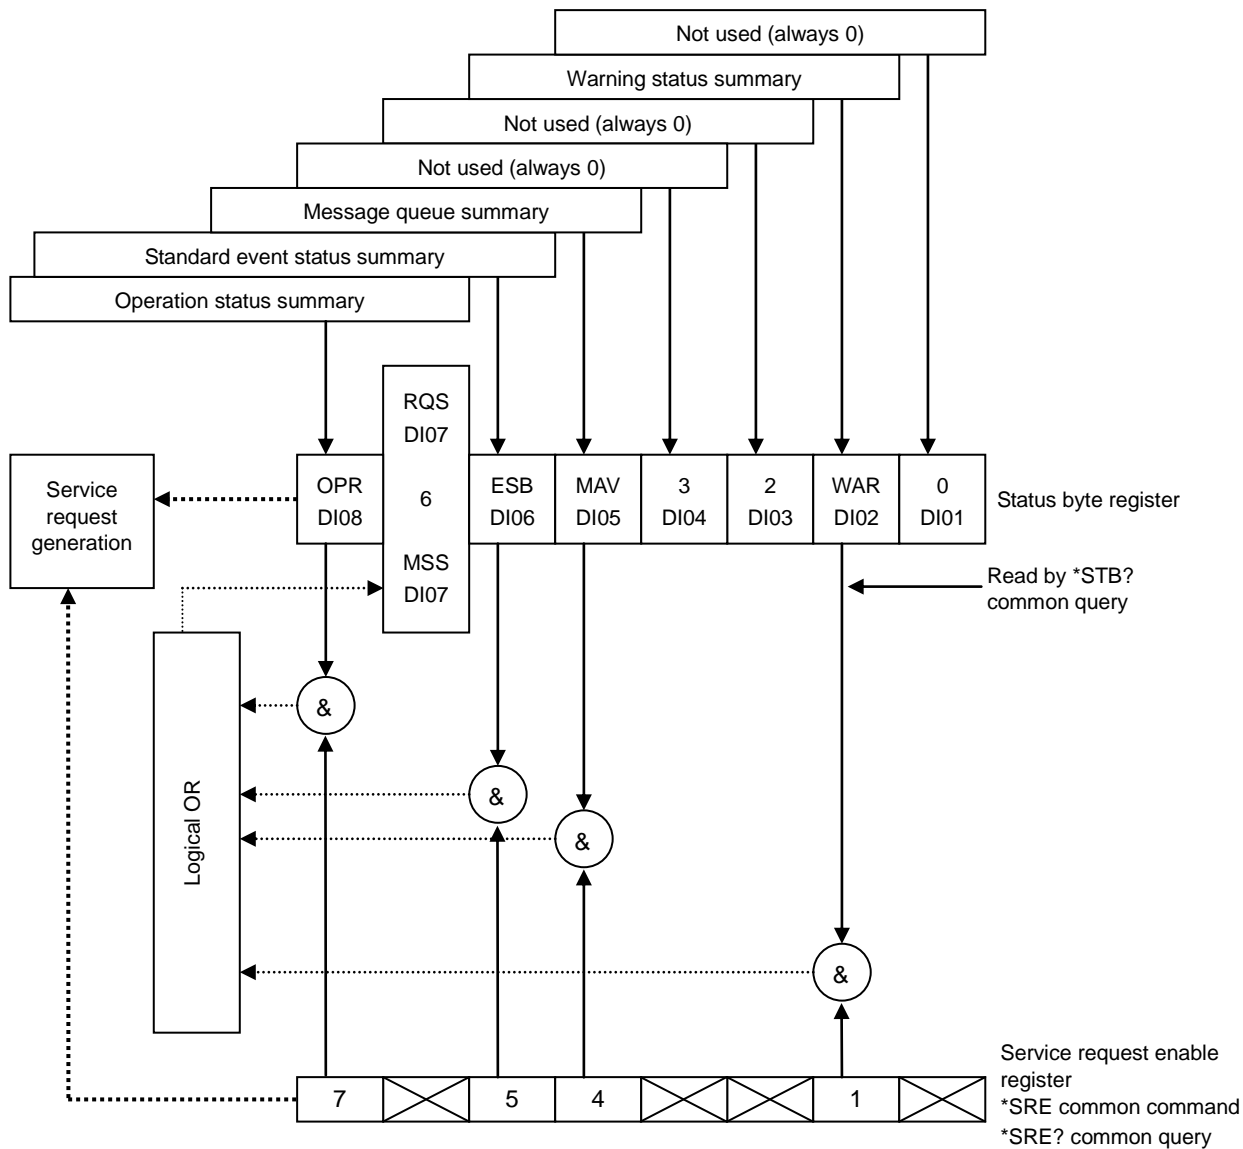 Not used (always 0)
Warning status summary
Not used (always 0)
Not used (always 0)
Message queue summary
Standard event status summary
Operation status summary
RQS
DI07
6
MSS
DI07
Service
request
generation
OPR
DI08
ESB
DI06
MAV
DI05
3
DI04
2
DI03
WAR
DI02
0
DI01
Status byte register
Read by *STB?
common query
&
&
&
&
Logical OR
7
5
4
1
Service request enable
register
*SRE common command
*SRE? common query